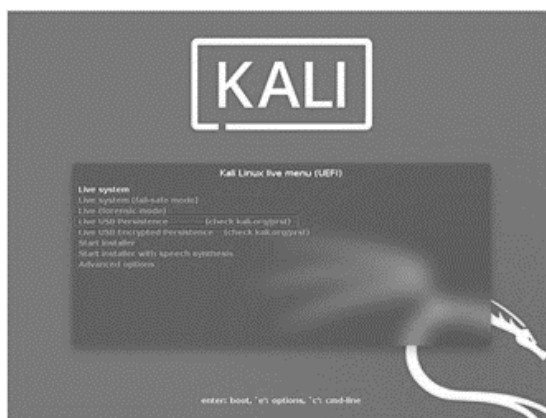 KALI
Kali Linux live menu (UEFI)
Live system
Live system (fail-safe mode)
Live (forensic mode)
Live USB Persistence (check kali.org/prst)
Live USB Encrypted Persistence (check kali.org/prst)
Start installer
Start installer with speech synthesis
Advanced options
enter: boot, `e': options, `c': cmd-line